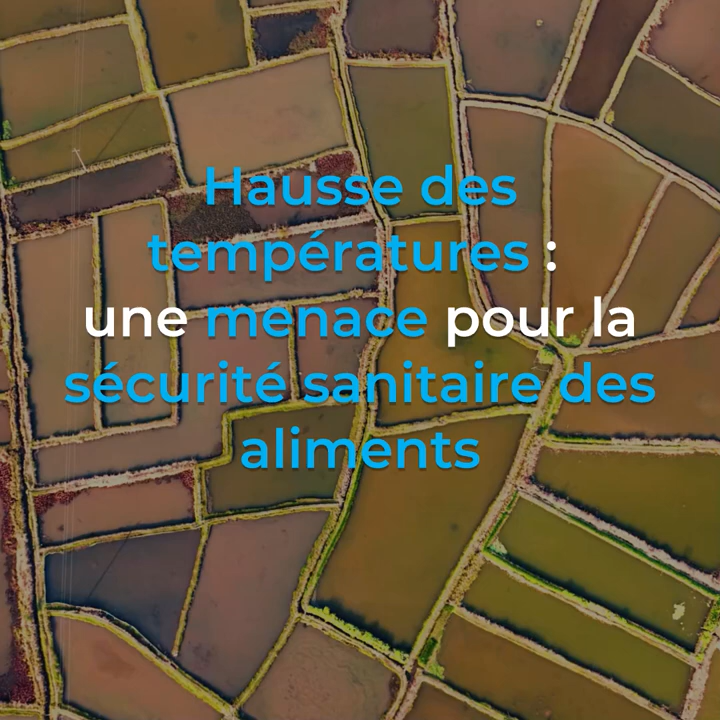 Hausse des
températures :
une menace pour la
sécurité sanitaire des
aliments